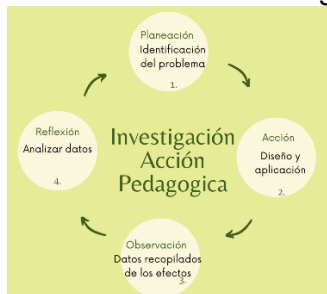 Planeación
Identificación
del problema
1.
Investigación
Acción
Pedagogica
Acción
Diseño y
aplicación
2.
Observación
Datos recopilados
de los efectos
3.
Reflexión
Analizar datos
4.